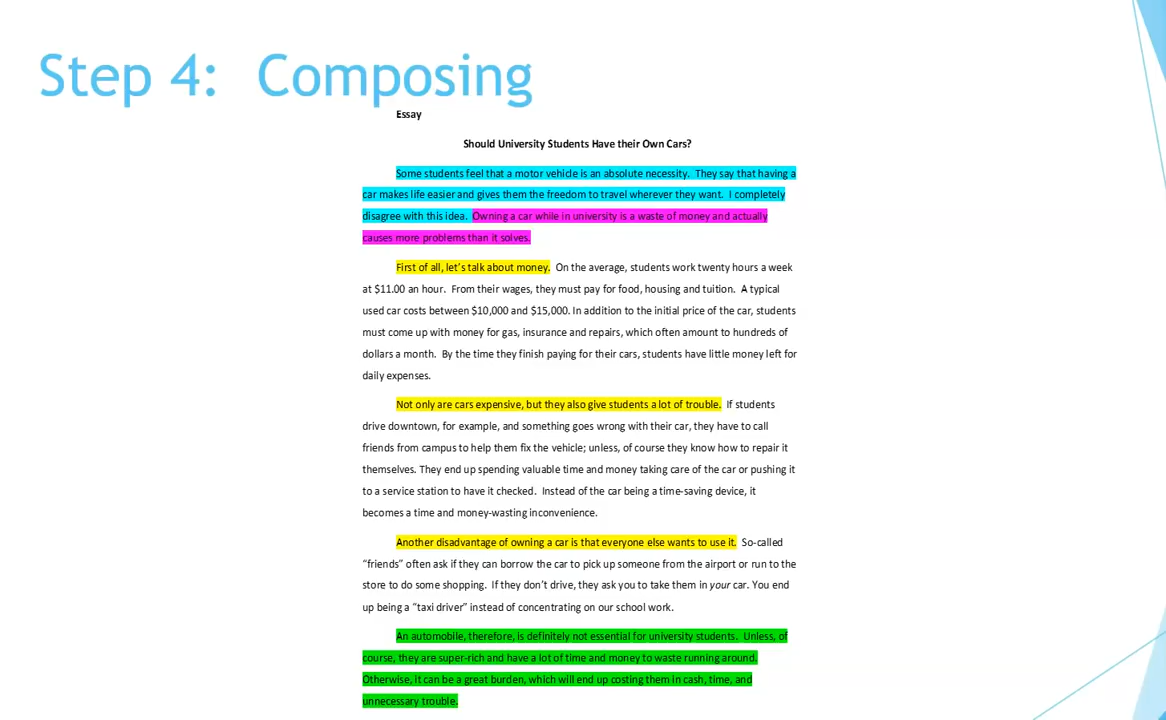 Step 4: Composing
Essay
Should University Students Have their Own Cars?
Some students feel that a motor vehicle is an absolute necessity. They say that having a
car makes life easier and gives them the freedom to travel wherever they want. I completely
disagree with this idea. Owning a car while in university is a waste of money and actually
causes more problems than it solves.
First of all, let's talk about money. On the average, students work twenty hours a week
at $11.00 an hour. From their wages, they must pay for food, housing and tuition. A typical
used car costs between $10,000 and $15,000. In addition to the initial price of the car, students
must come up with money for gas, insurance and repairs, which often amount to hundreds of
dollars a month. By the time they finish paying for their cars, students have little money left for
daily expenses.
Not only are cars expensive, but they also give students a lot of trouble. If students
drive downtown, for example, and something goes wrong with their car, they have to call
friends from campus to help them fix the vehicle; unless, of course they know how to repair it
themselves. They end up spending valuable time and money taking care of the car or pushing it
to a service station to have it checked. Instead of the car being a time-saving device, it
becomes a time and money-wasting inconvenience.
Another disadvantage of owning a car is that everyone else wants to use it. So-called
“friends” often ask if they can borrow the car to pick up someone from the airport or run to the
store to do some shopping. If they don't drive, they ask you to take them in your car. You end
up being a “taxi driver” instead of concentrating on our school work.
An automobile, therefore, is definitely not essential for university students. Unless, of
course, they are super-rich and have a lot of time and money to waste running around.
Otherwise, it can be a great burden, which will end up costing them in cash, time, and
unnecessary trouble.